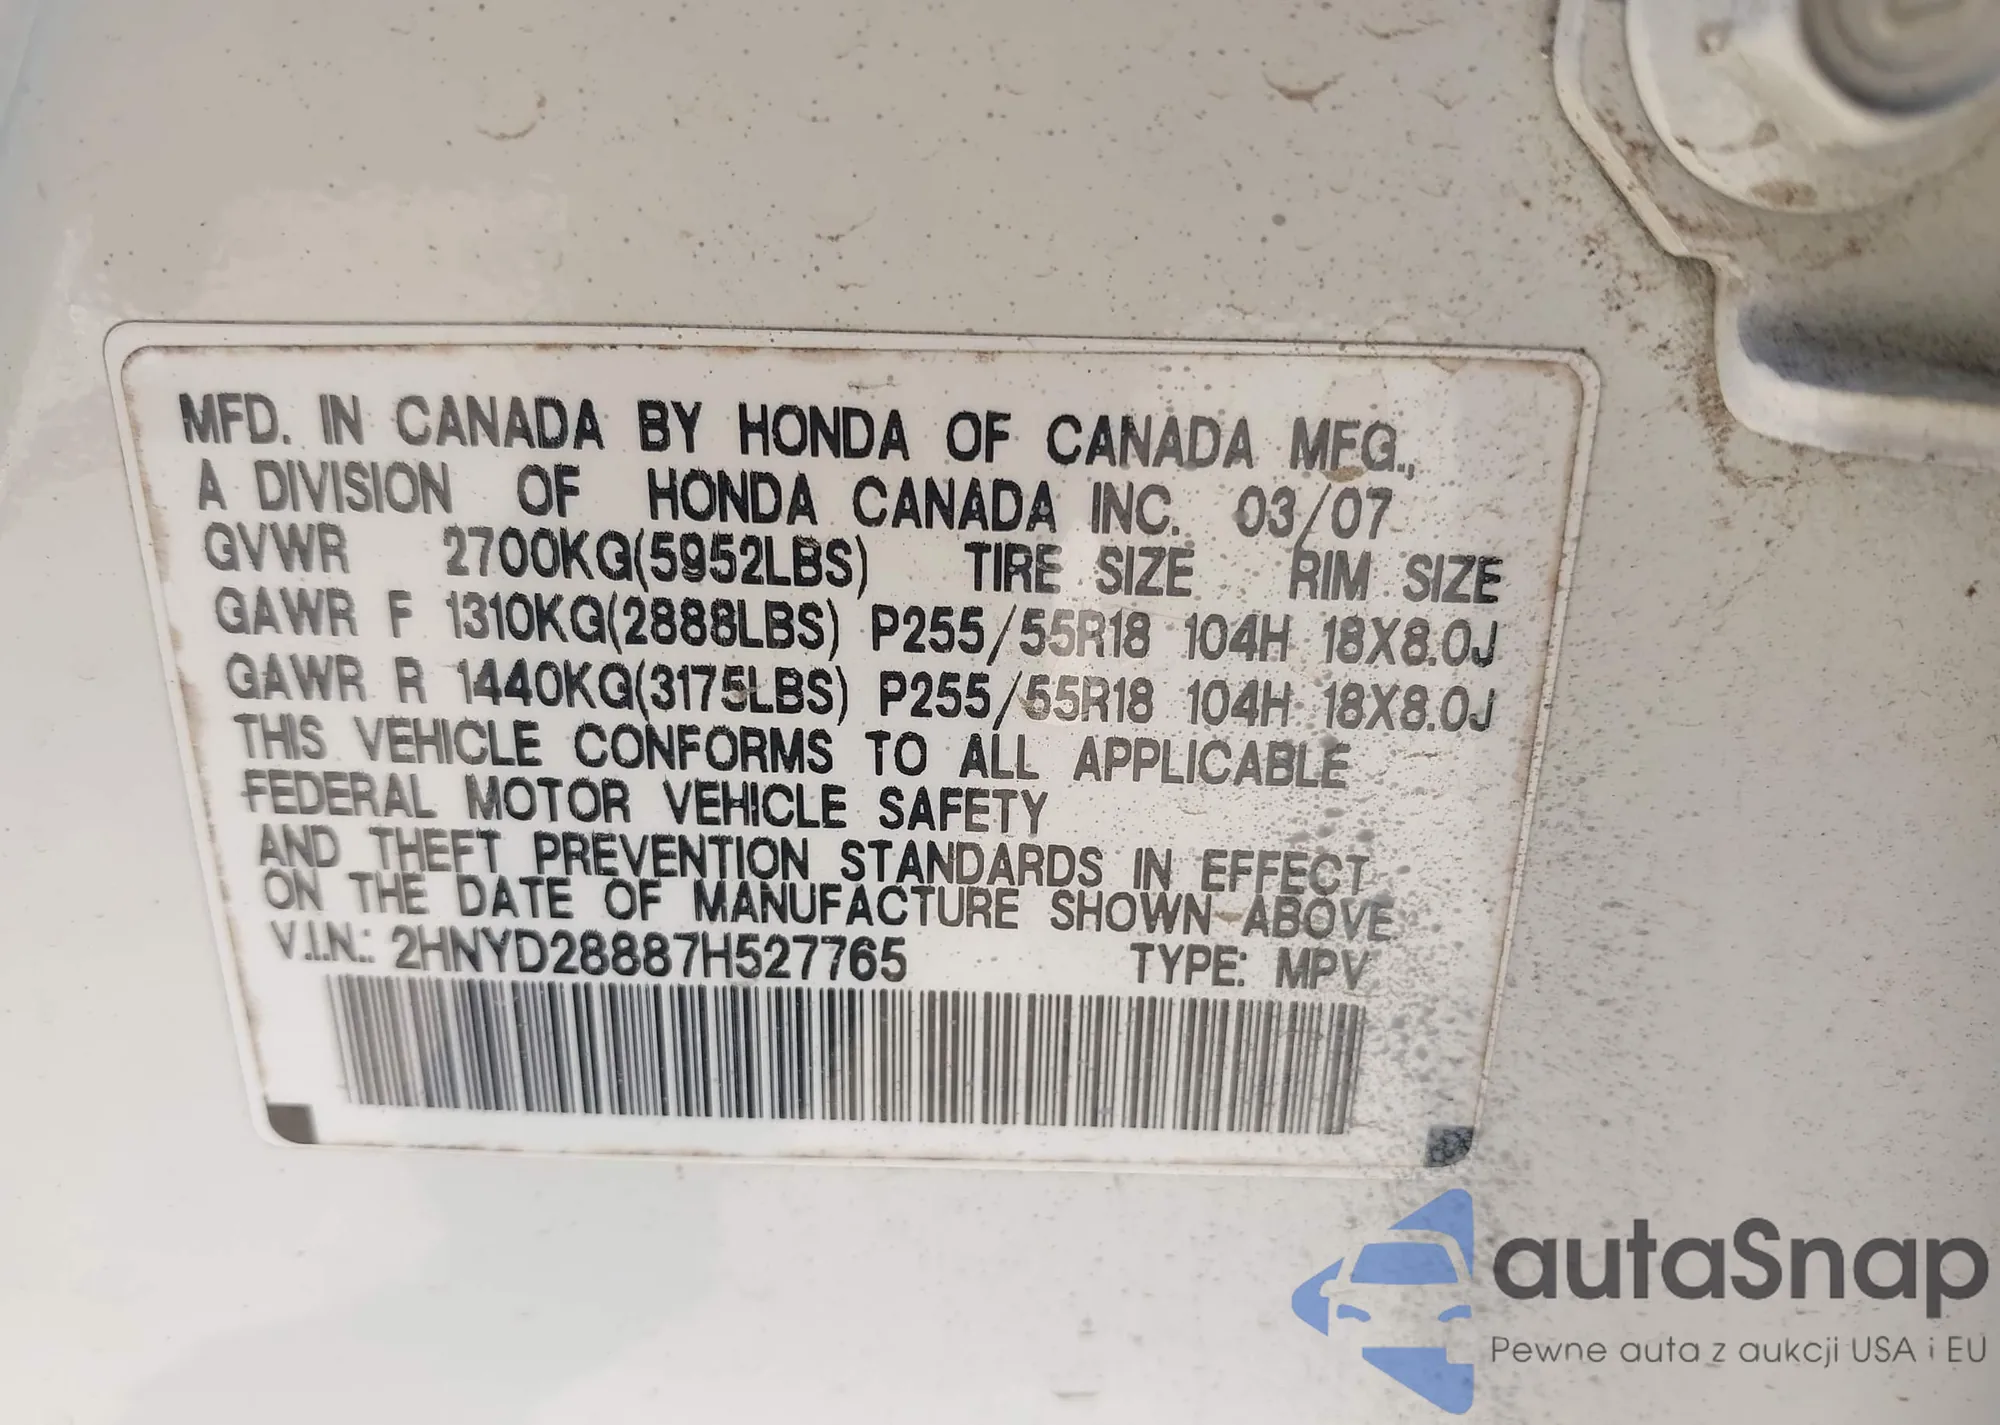 MFD. IN CANADA BY HONDA OF CANADA MFG.,
A DIVISION OF HONDA CANADA INC. 03/07
GVWR 2700KG(5952LBS) TIRE SIZE RIM SIZE
GAWR F 1310KG(2888LBS) P255/55R18 104H 18X8.0J
GAWR R 1440KG(3175LBS) P255/55R18 104H 18X8.0J
THIS VEHICLE CONFORMS TO ALL APPLICABLE
FEDERAL MOTOR VEHICLE SAFETY
AND THEFT PREVENTION STANDARDS IN EFFECT
ON THE DATE OF MANUFACTURE SHOWN ABOVE
V.I.N.: 2HNYD28887H527765 TYPE: MPV
autaSnap
Pewne auta z aukcji USA i EU